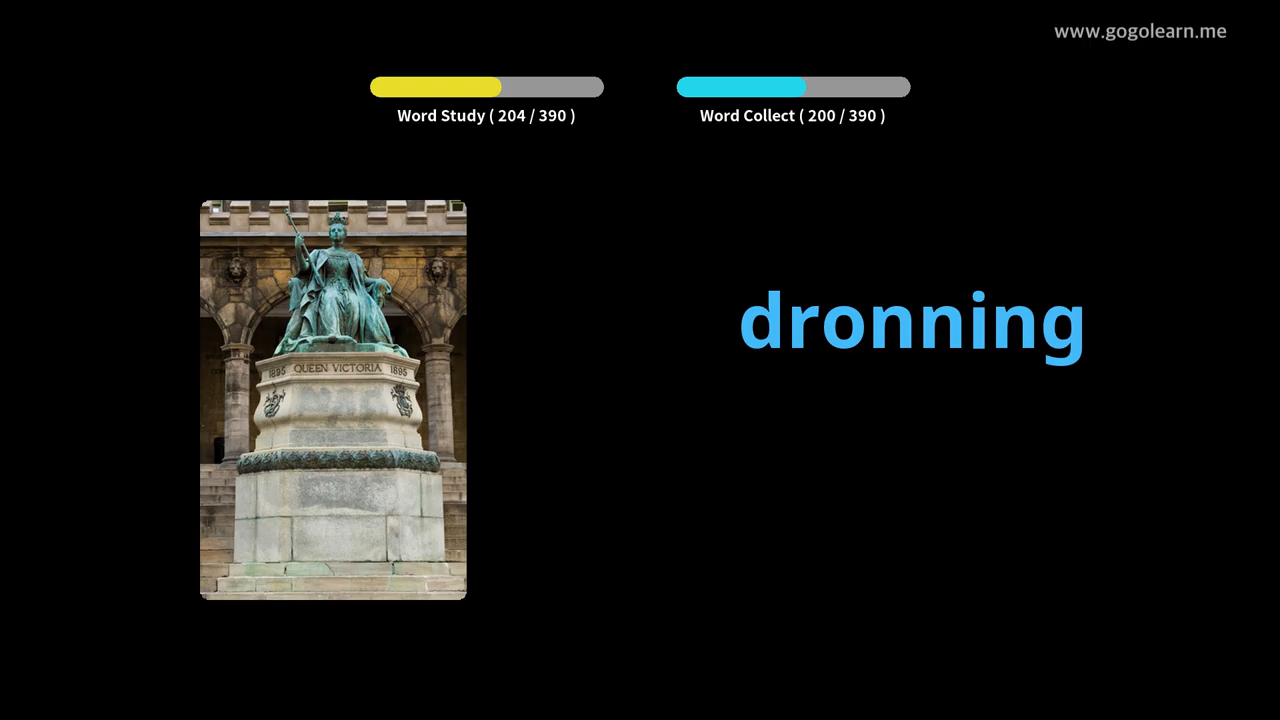 www.gogolearn.me
Word Study ( 204 / 390 )
Word Collect ( 200 / 390 )
1895 QUEEN VICTORIA 1895
dronning